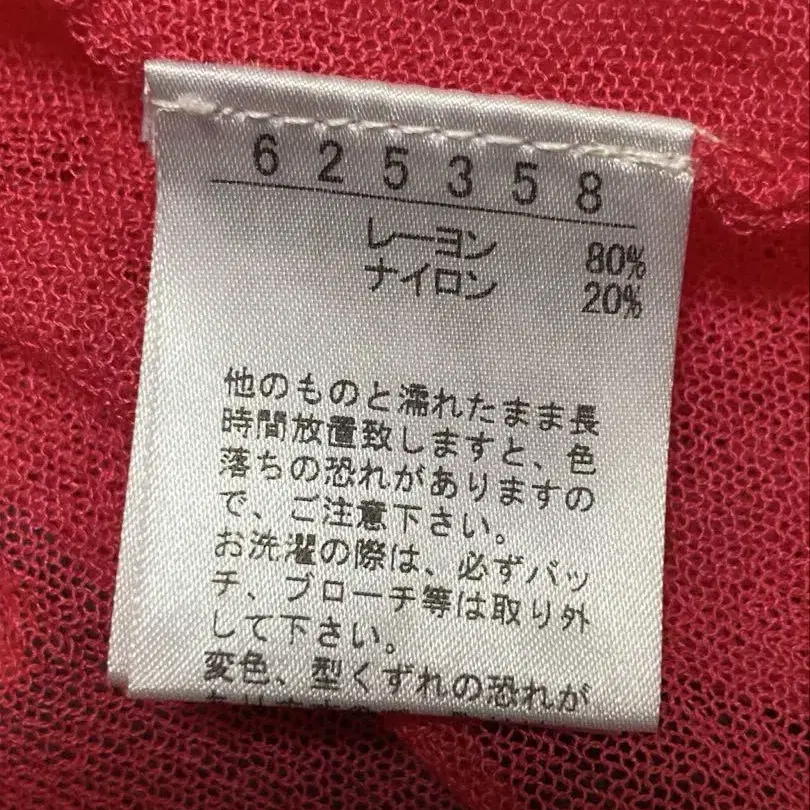 625358
レーヨン 80%
ナイロン 20%
他のものと濡れたまま長
時間放置致しますと、色
落ちの恐れがありますの
で、ご注意下さい。
お洗濯の際は、必ずバッ
チ、ブローチ等は取り外
して下さい。
変色、型くずれの恐れが